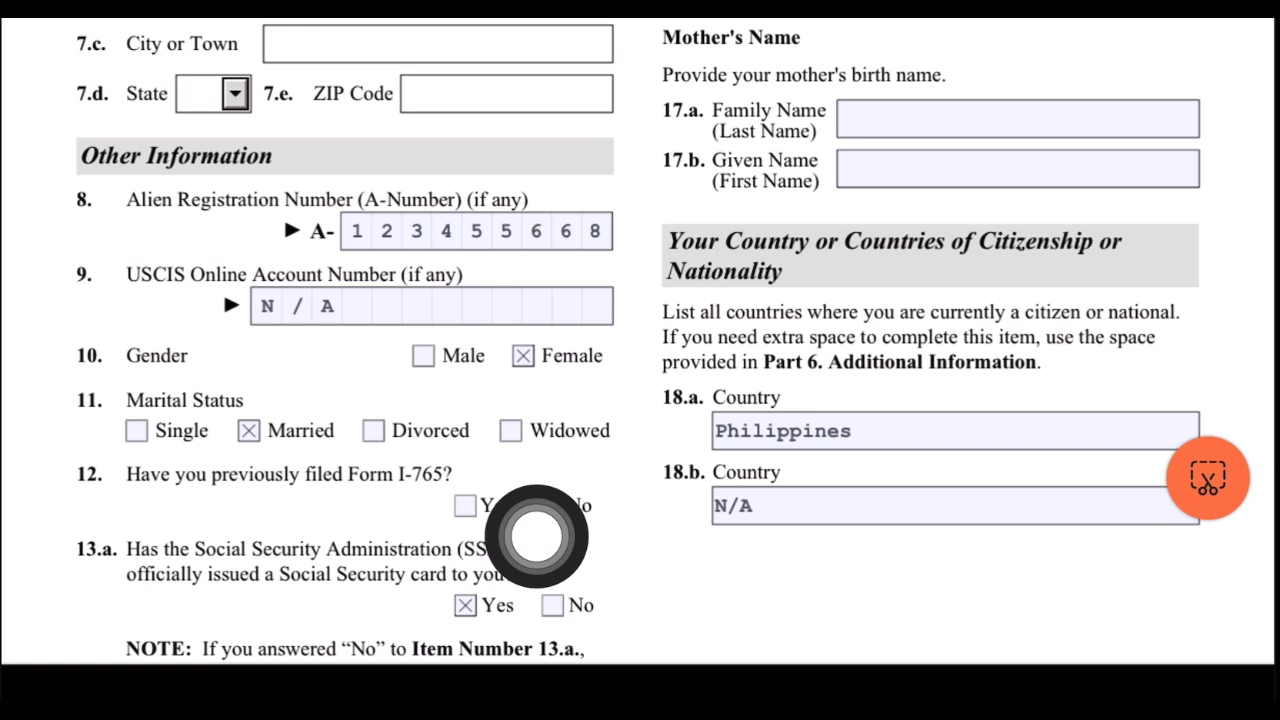 7.c. City or Town
7.d. State 7.e. ZIP Code
Other Information
8. Alien Registration Number (A-Number) (if any)
► A- 1 2 3 4 5 5 6 6 8
9. USCIS Online Account Number (if any)
► N / A
10. Gender Male Female
11. Marital Status
Single Married Divorced Widowed
12. Have you previously filed Form I-765?
13.a. Has the Social Security Administration
officially issued a Social Security card to
Yes No
NOTE: If you answered “No” to Item Number 13.a.,
Mother's Name
Provide your mother's birth name.
17.a. Family Name
(Last Name)
17.b. Given Name
(First Name)
Your Country or Countries of Citizenship or
Nationality
List all countries where you are currently a citizen or national.
If you need extra space to complete this item, use the space
provided in Part 6. Additional Information.
18.a. Country
Philippines
18.b. Country
N/A